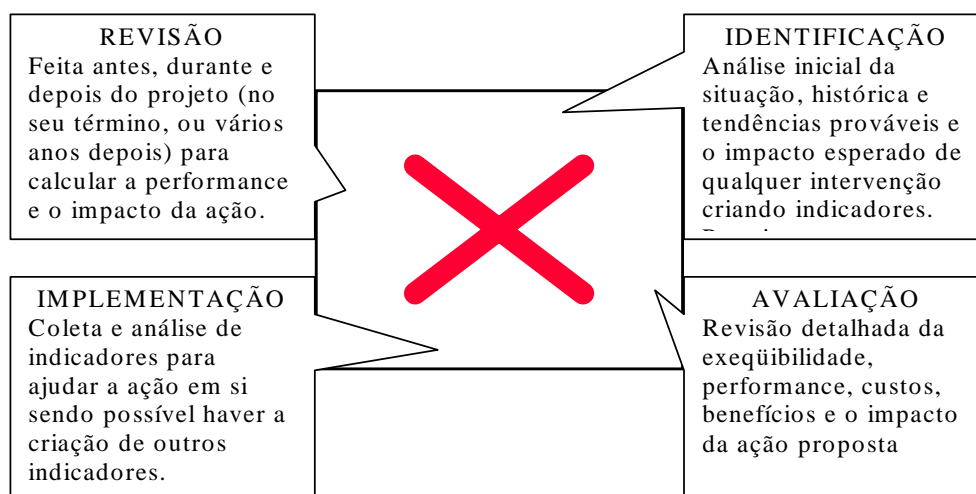 REVISÃO
Feita antes, durante e
depois do projeto (no
seu término, ou vários
anos depois) para
calcular a performance
e o impacto da ação.
IDENTIFICAÇÃO
Análise inicial da
situação, histórica e
tendências prováveis e
o impacto esperado de
qualquer intervenção
criando indicadores.
IMPLEMENTAÇÃO
Coleta e análise de
indicadores para
ajudar a ação em si
sendo possível haver a
criação de outros
indicadores.
AVALIAÇÃO
Revisão detalhada da
exeqüibilidade,
performance, custos,
benefícios e o impacto
da ação proposta